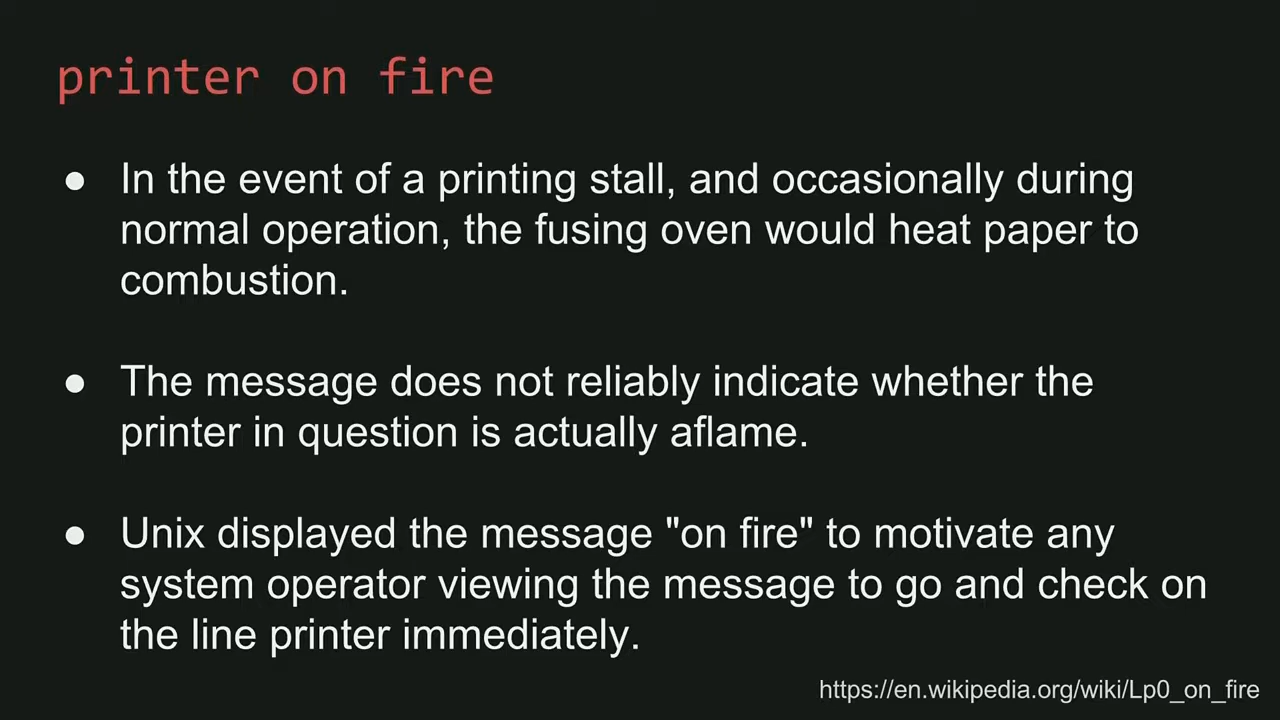 printer on fire
● In the event of a printing stall, and occasionally during
normal operation, the fusing oven would heat paper to
combustion.
● The message does not reliably indicate whether the
printer in question is actually aflame.
● Unix displayed the message "on fire" to motivate any
system operator viewing the message to go and check on
the line printer immediately.
https://en.wikipedia.org/wiki/Lp0_on_fire